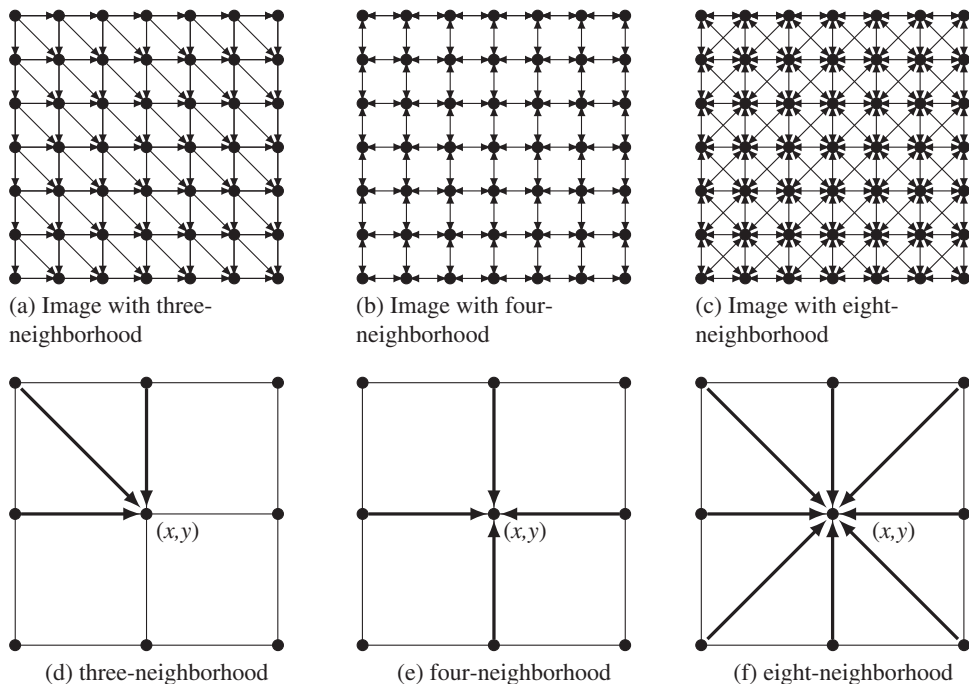 (a) Image with three-
neighborhood
(b) Image with four-
neighborhood
(c) Image with eight-
neighborhood
(x,y)
(x,y)
(x,y)
(d) three-neighborhood
(e) four-neighborhood
(f) eight-neighborhood